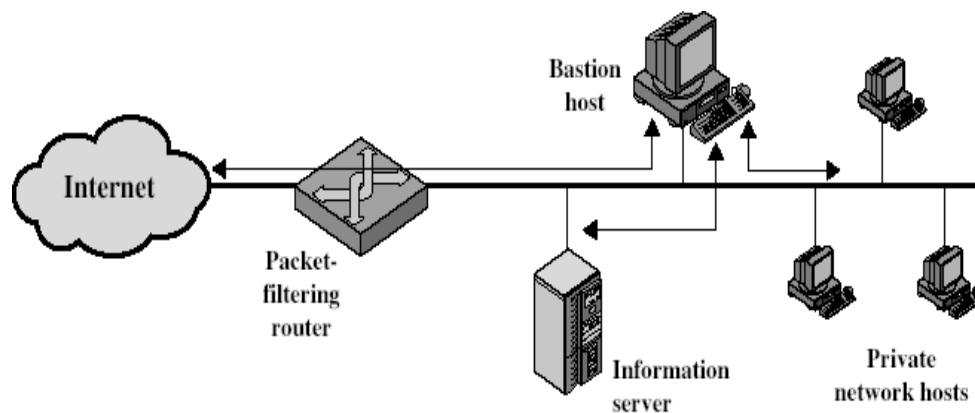 Bastion
host
Internet
Packet-
filtering
router
Information
server
Private
network hosts